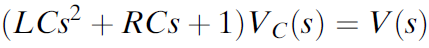 (LCs² + RCs + 1)V_C(s) = V(s)